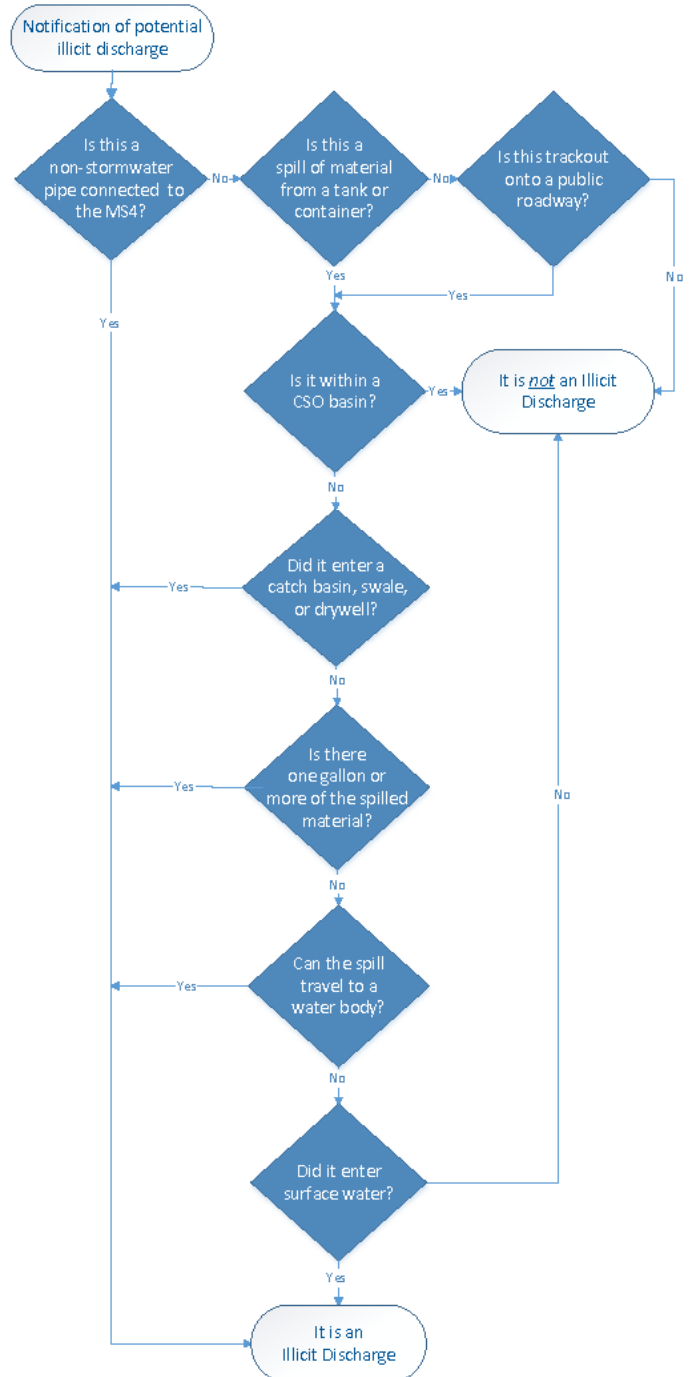 Notification of potential
illicit discharge
Is this a
non-stormwater
pipe connected to
the MS4?
No
Is this a
spill of material
from a tank or
container?
No
Is this trackout
onto a public
roadway?
No
Yes
Yes
Yes
Is it within a
CSO basin?
Yes
It is not an Illicit
Discharge
No
Did it enter a
catch basin, swale,
or drywell?
Yes
No
Is there
one gallon or
more of the spilled
material?
Yes
No
No
Can the spill
travel to a
water body?
Yes
No
Did it enter
surface water?
Yes
It is an
Illicit Discharge